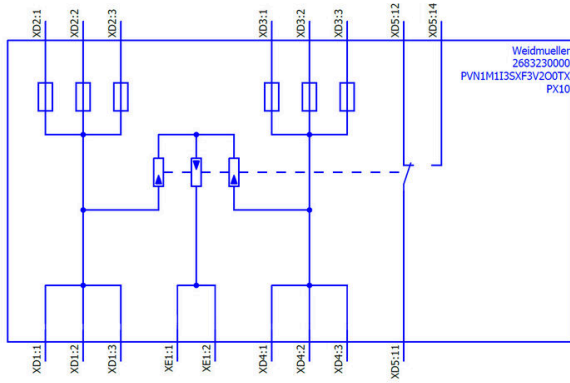 XD2:1
XD2:2
XD2:3
XD3:1
XD3:2
XD3:3
XD5:12
XD5:14
Weidmueller
2683230000
PVN1M1I3SXF3V2O0TX
PX10
XD1:1
XD1:2
XD1:3
XE1:1
XE1:2
XD4:1
XD4:2
XD4:3
XD5:11